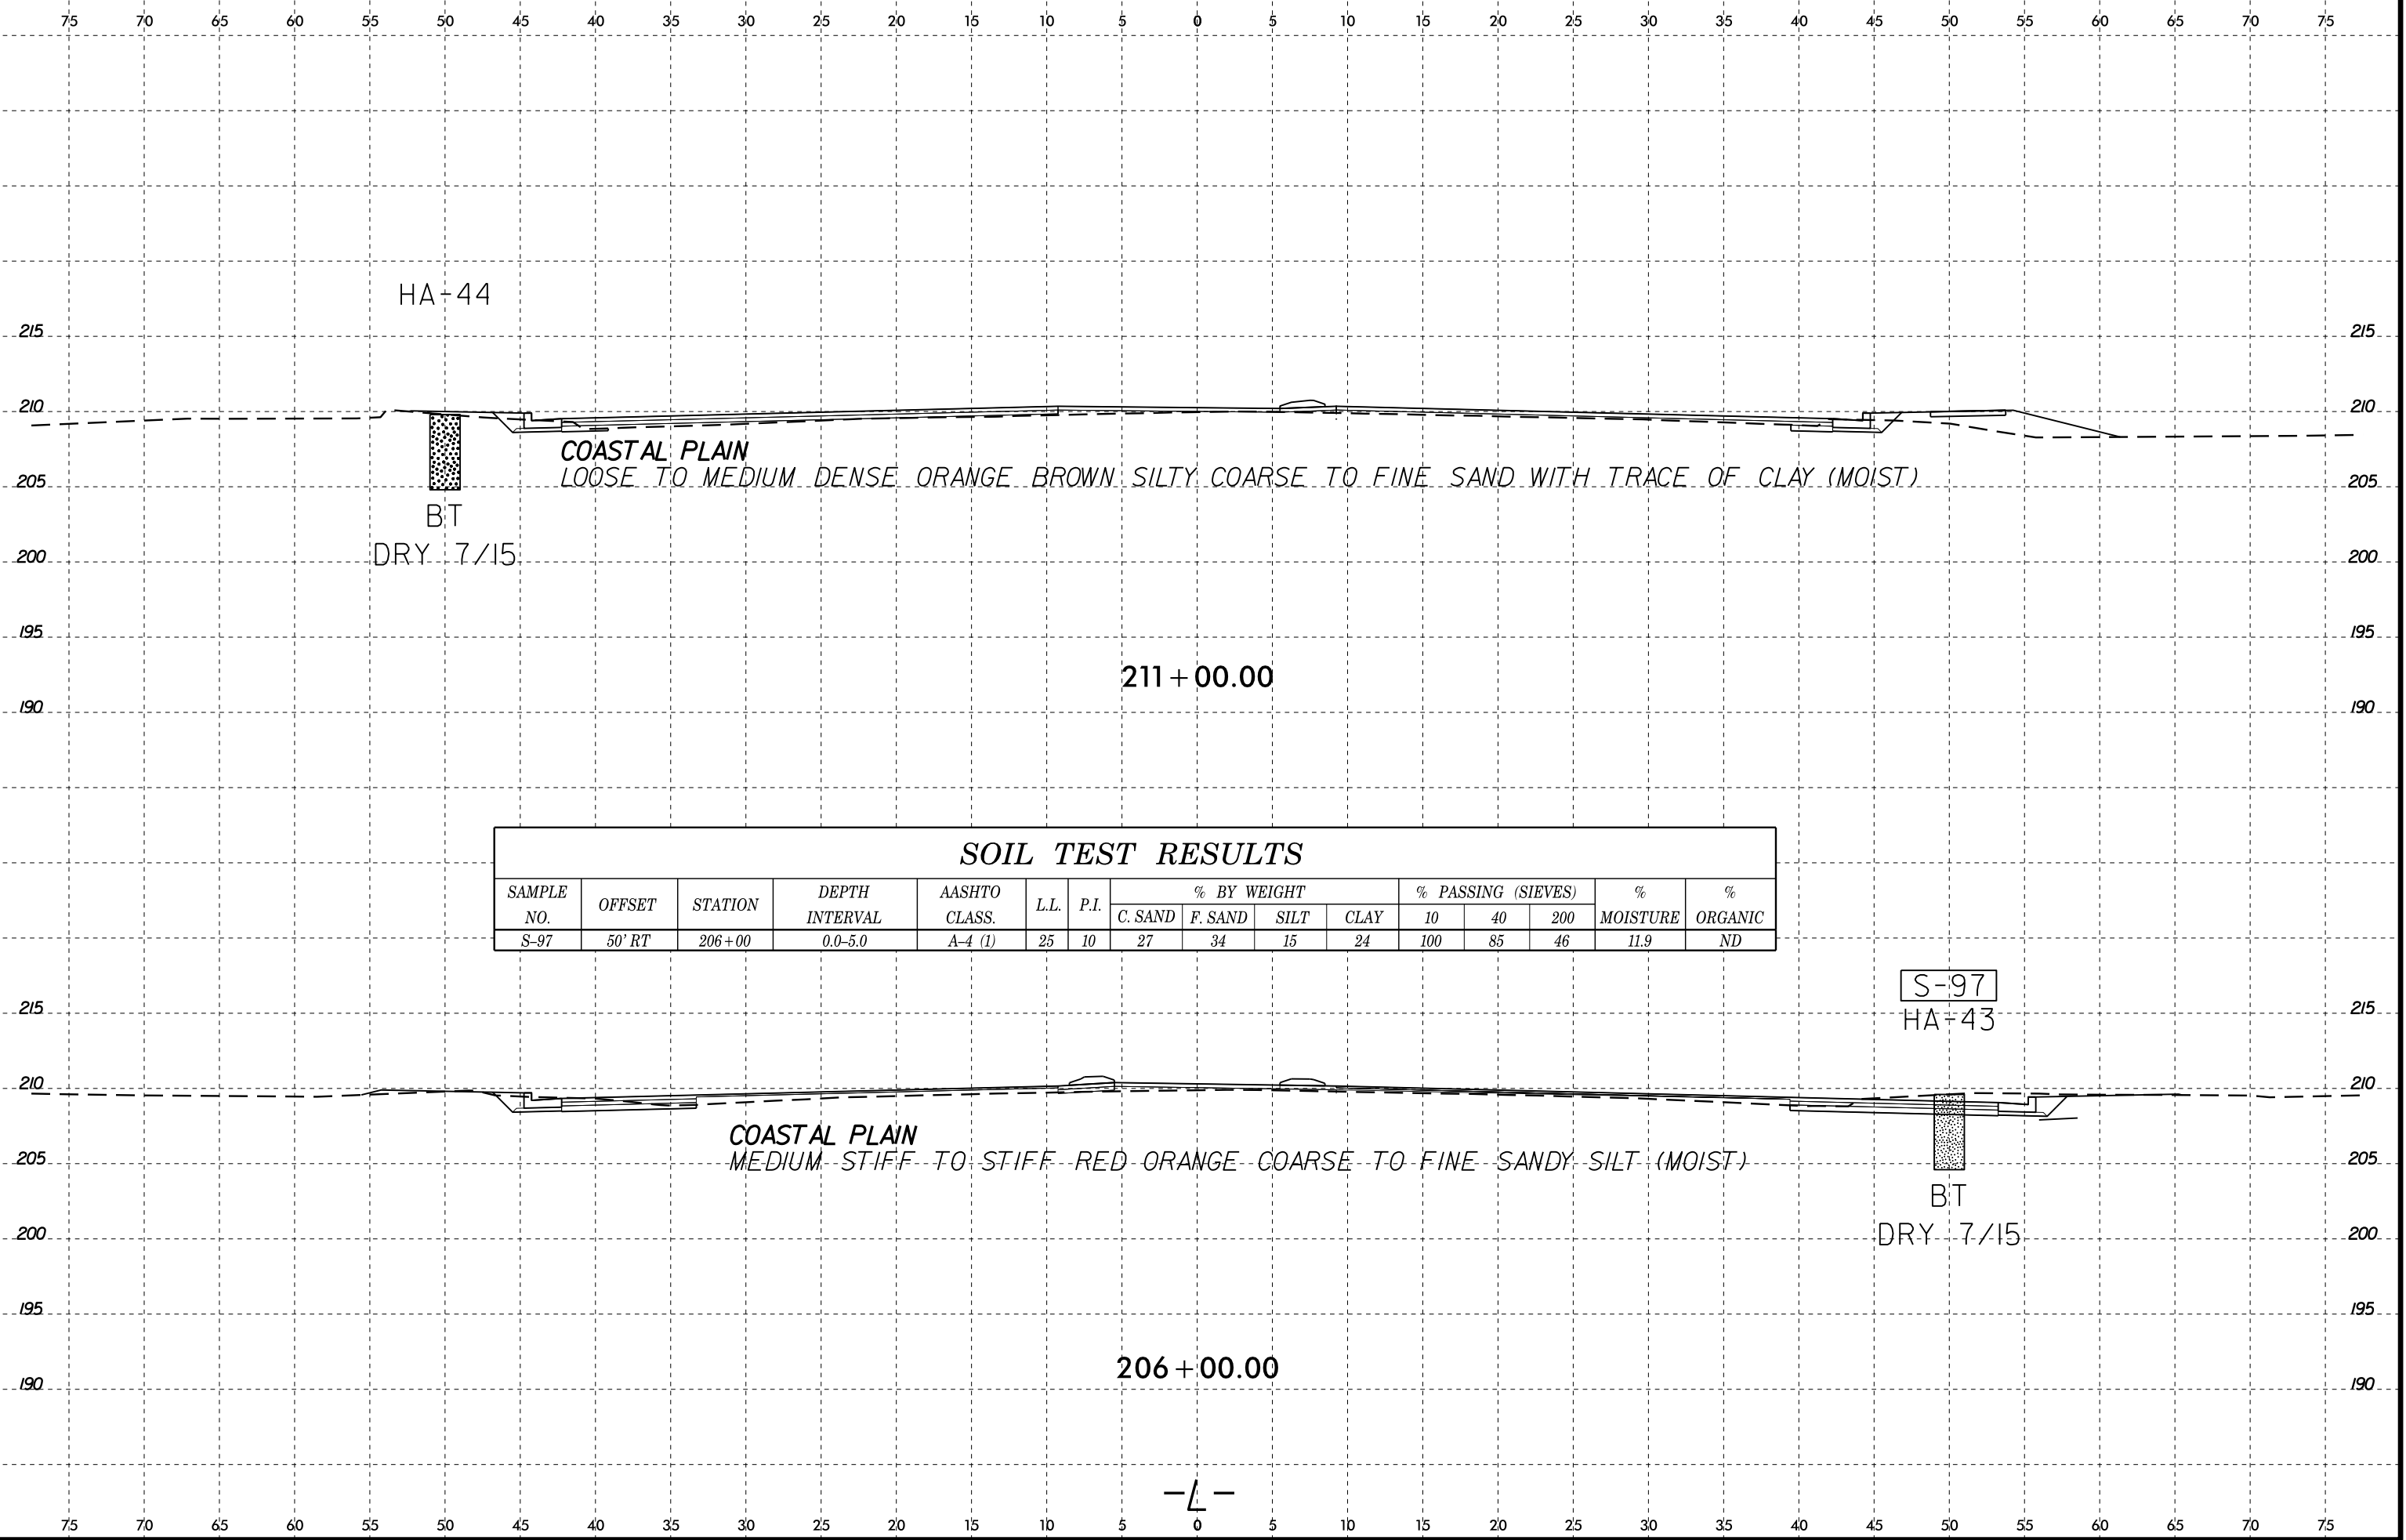 75 70 65 60 55 50 45 40 35 30 25 20 15 10 5 0 5 10 15 20 25 30 35 40 45 50 55 60 65 70 75
HA-44
215 215
210 210
COASTAL PLAIN
LOOSE TO MEDIUM DENSE ORANGE BROWN SILTY COARSE TO FINE SAND WITH TRACE OF CLAY (MOIST)
205 205
BT
DRY 7/15
200 200
195 195
211+00.00
190 190
SOIL TEST RESULTS
SAMPLE NO. OFFSET STATION DEPTH INTERVAL AASHTO CLASS. L.L. P.I. % BY WEIGHT % PASSING (SIEVES) % MOISTURE % ORGANIC
C. SAND F. SAND SILT CLAY 10 40 200
S-97 50' RT 206+00 0.0-5.0 A-4 (1) 25 10 27 34 15 24 100 85 46 11.9 ND
S-97
215 215
HA-43
210 210
COASTAL PLAIN
MEDIUM STIFF TO STIFF RED ORANGE COARSE TO FINE SANDY SILT (MOIST)
205 205
BT
DRY 7/15
200 200
195 195
206+00.00
190 190
-L-
75 70 65 60 55 50 45 40 35 30 25 20 15 10 5 0 5 10 15 20 25 30 35 40 45 50 55 60 65 70 75